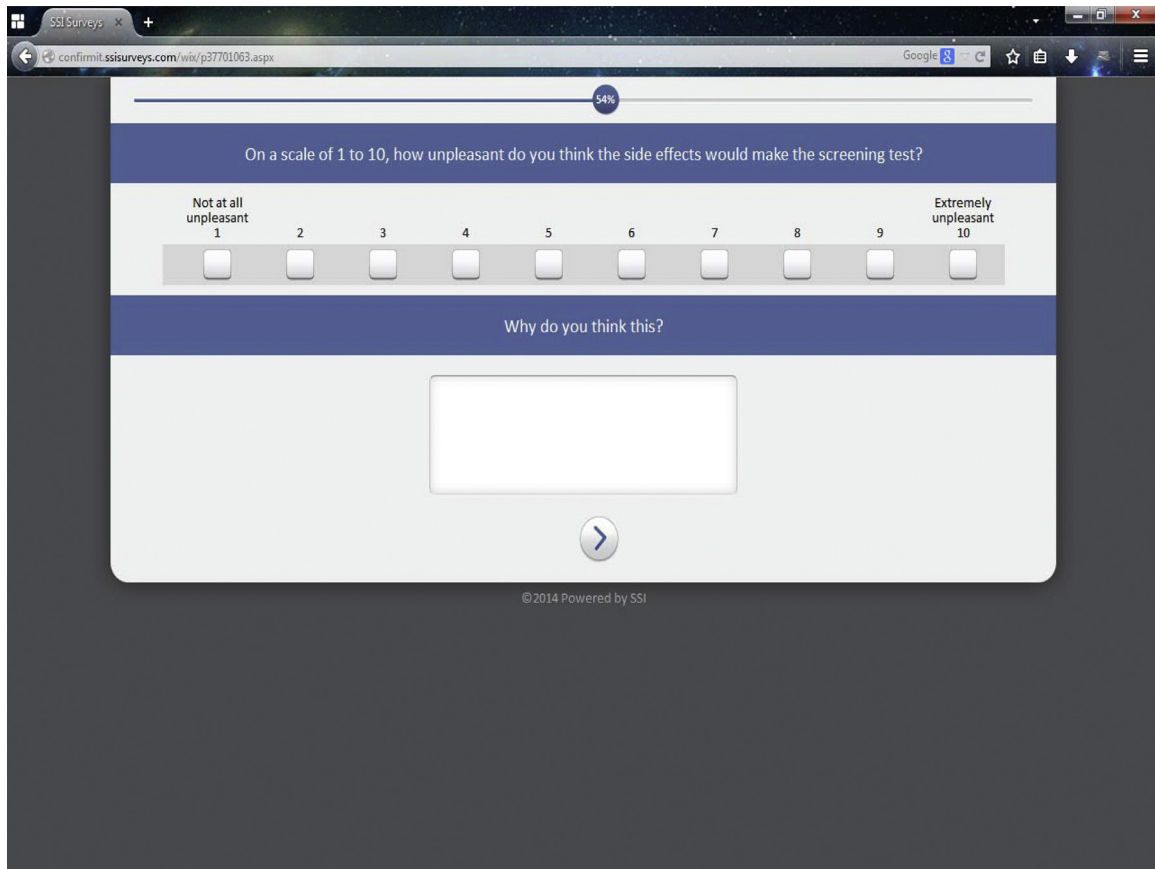 SSI Surveys
confirmit.ssisurveys.com/wix/p37701063.aspx
Google 8
54%
On a scale of 1 to 10, how unpleasant do you think the side effects would make the screening test?
Not at all
unpleasant
1 2 3 4 5 6 7 8 9
Extremely
unpleasant
10
Why do you think this?
©2014 Powered by SSI